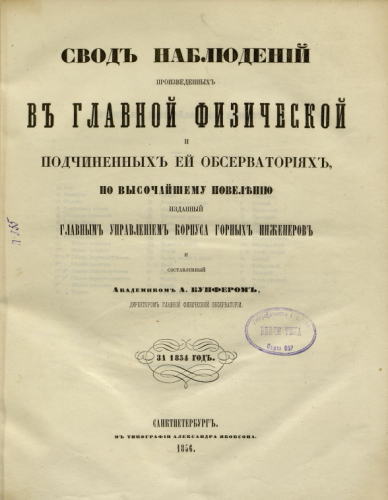 СВОДЪ НАБЛЮДЕНІЙ
ПРОИЗВЕДЕННЫХЪ
ВЪ ГЛАВНОЙ ФИЗИЧЕСКОЙ
И
ПОДЧИНЕННЫХЪ ЕЙ ОБСЕРВАТОРІЯХЪ,
ПО ВЫСОЧАЙШЕМУ ПОВЕЛѢНІЮ
ИЗДАННЫЙ
ГЛАВНЫМЪ УПРАВЛЕНІЕМЪ КОРПУСА ГОРНЫХЪ ИНЖЕНЕРОВЪ
И
СОСТАВЛЕННЫЙ
АКАДЕМИКОМЪ А. КУПФЕРОМЪ,
ДИРЕКТОРОМЪ ГЛАВНОЙ ФИЗИЧЕСКОЙ ОБСЕРВАТОРІИ.
ЗА 1854 ГОДЪ.
САНКТПЕТЕРБУРГЪ.
ВЪ ТИПОГРАФІИ АЛЕКСАНДРА ЯКОБСОНА.
1856.